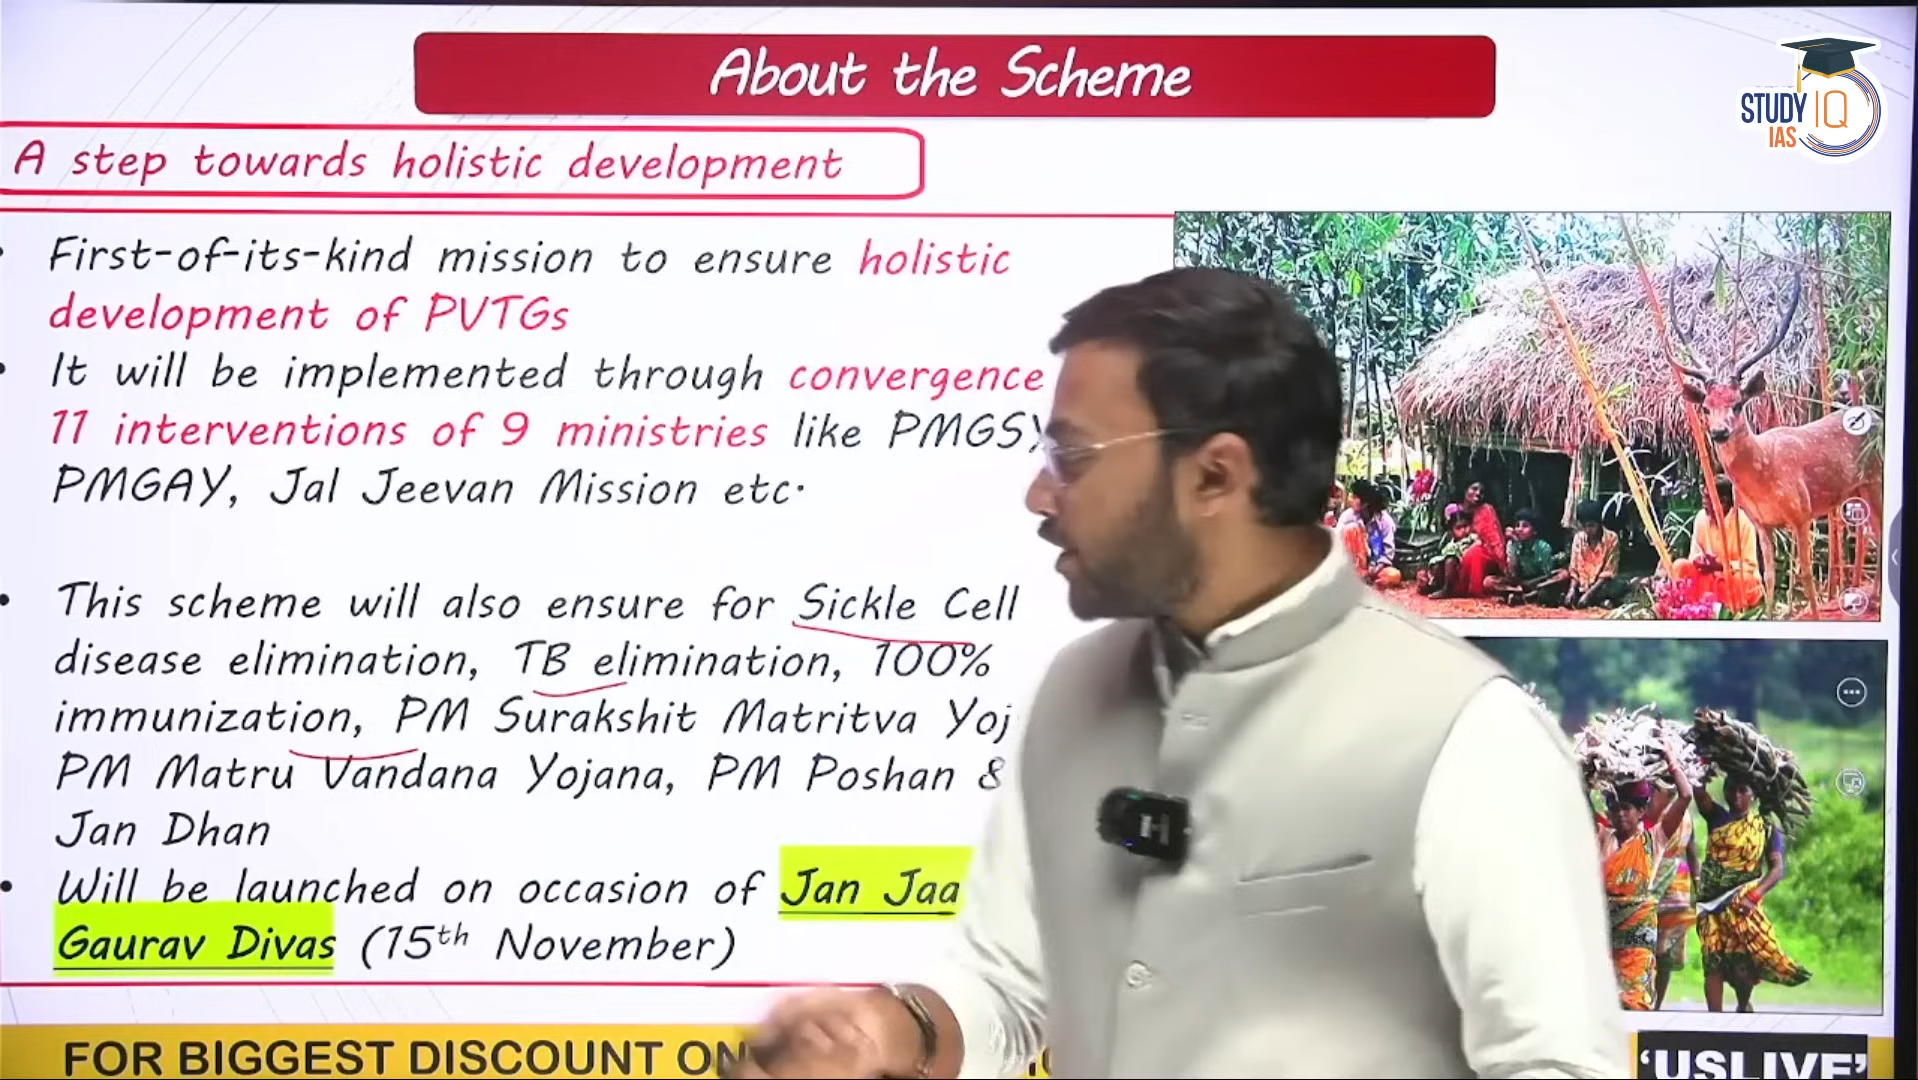 About the Scheme
STUDY IQ
IAS
A step towards holistic development
First-of-its-kind mission to ensure holistic
development of PVTGs
It will be implemented through convergence
11 interventions of 9 ministries like
PMGAY, Jal Jeevan Mission etc.
This scheme will also ensure for Sickle Cell
disease elimination, TB elimination, 100%
immunization, PM Surakshit Matritva
PM Matru Vandana Yojana, PM Poshan &
Jan Dhan
Will be launched on occasion of Jan
Gaurav Divas (15th November)
FOR BIGGEST DISCOUNT ON
'USLIVE'